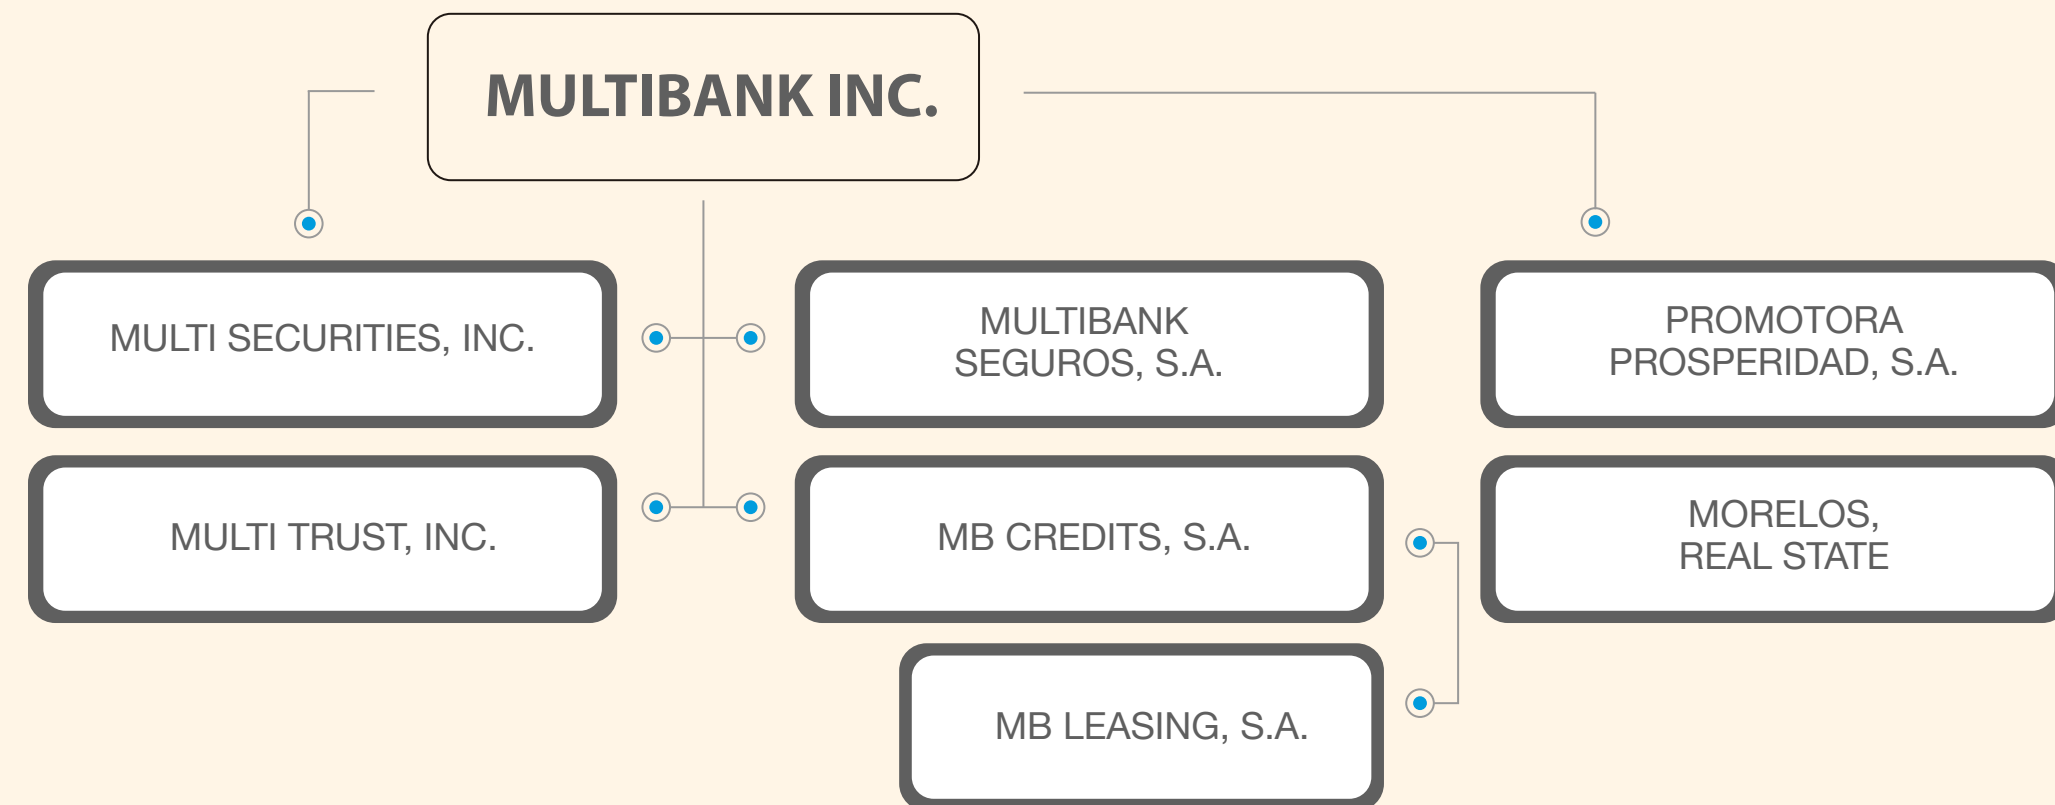 MULTIBANK INC.
MULTI SECURITIES, INC.
MULTIBANK
SEGUROS, S.A.
PROMOTORA
PROSPERIDAD, S.A.
MULTI TRUST, INC.
MB CREDITS, S.A.
MORELOS,
REAL STATE
MB LEASING, S.A.